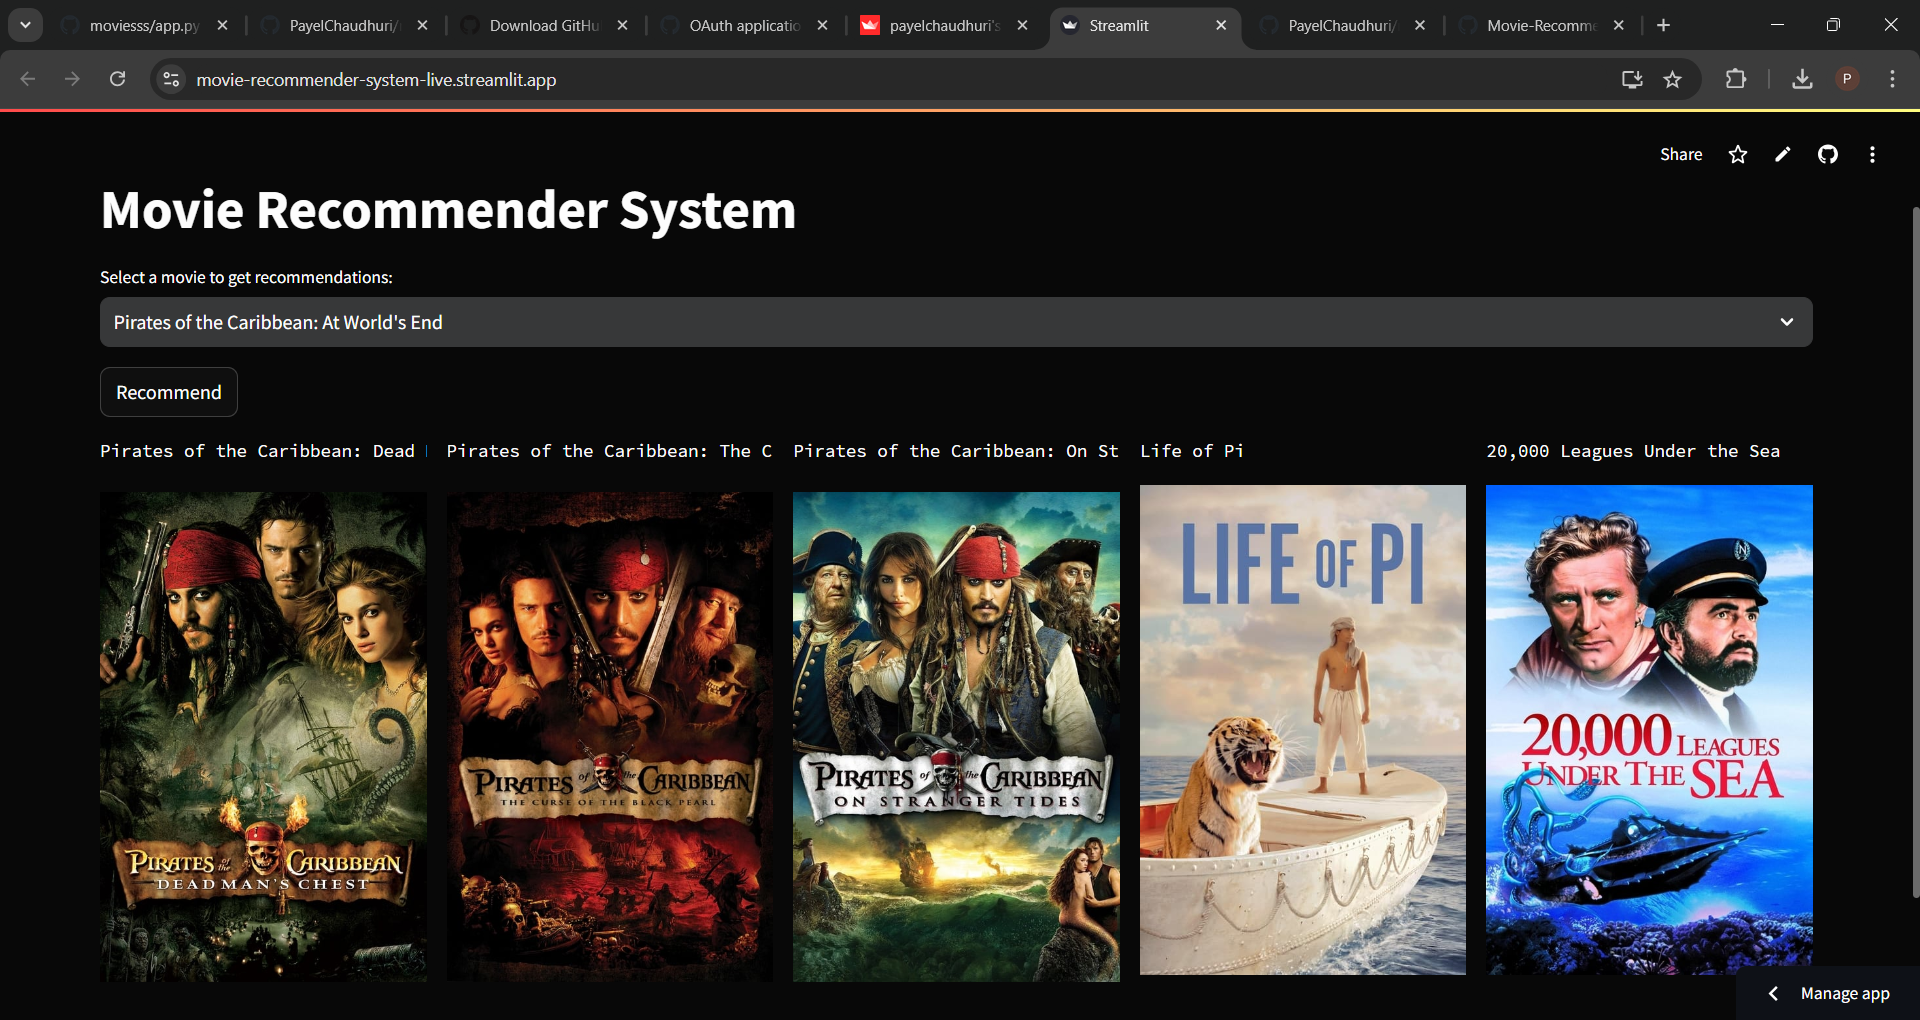 moviesss/app.py
PayelChaudhuri/
Download GitHu
OAuth applicatio
payelchaudhuri's
Streamlit
PayelChaudhuri/
Movie-Recomme
movie-recommender-system-live.streamlit.app
P
Share
Movie Recommender System
Select a movie to get recommendations:
Pirates of the Caribbean: At World's End
Recommend
Pirates of the Caribbean: Dead
Pirates of the Caribbean: The C
Pirates of the Caribbean: On St
Life of Pi
20,000 Leagues Under the Sea
PIRATES of the CARIBBEAN
DEAD MAN'S CHEST
PIRATES of the CARIBBEAN
THE CURSE OF THE BLACK PEARL
PIRATES of the CARIBBEAN
ON STRANGER TIDES
LIFE OF PI
N
20,000 LEAGUES
UNDER THE SEA
Manage app